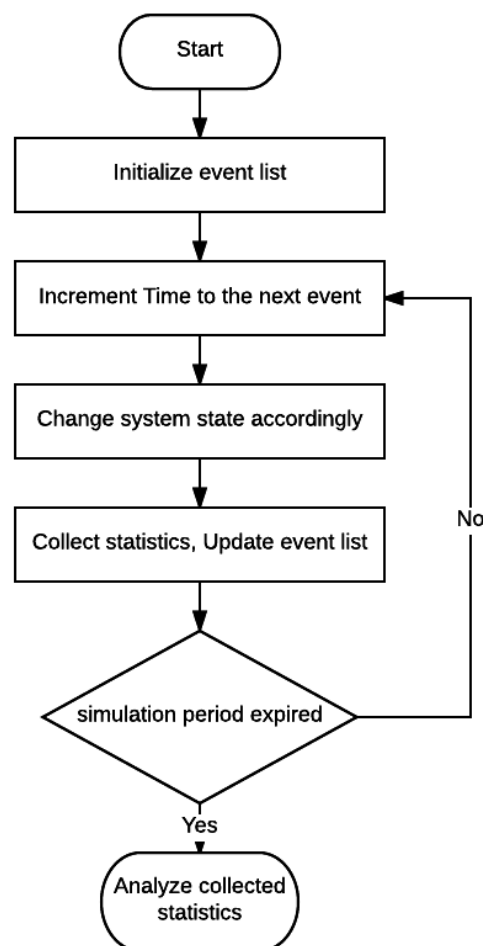 Start
Initialize event list
Increment Time to the next event
Change system state accordingly
Collect statistics, Update event list
No
simulation period expired
Yes
Analyze collected
statistics